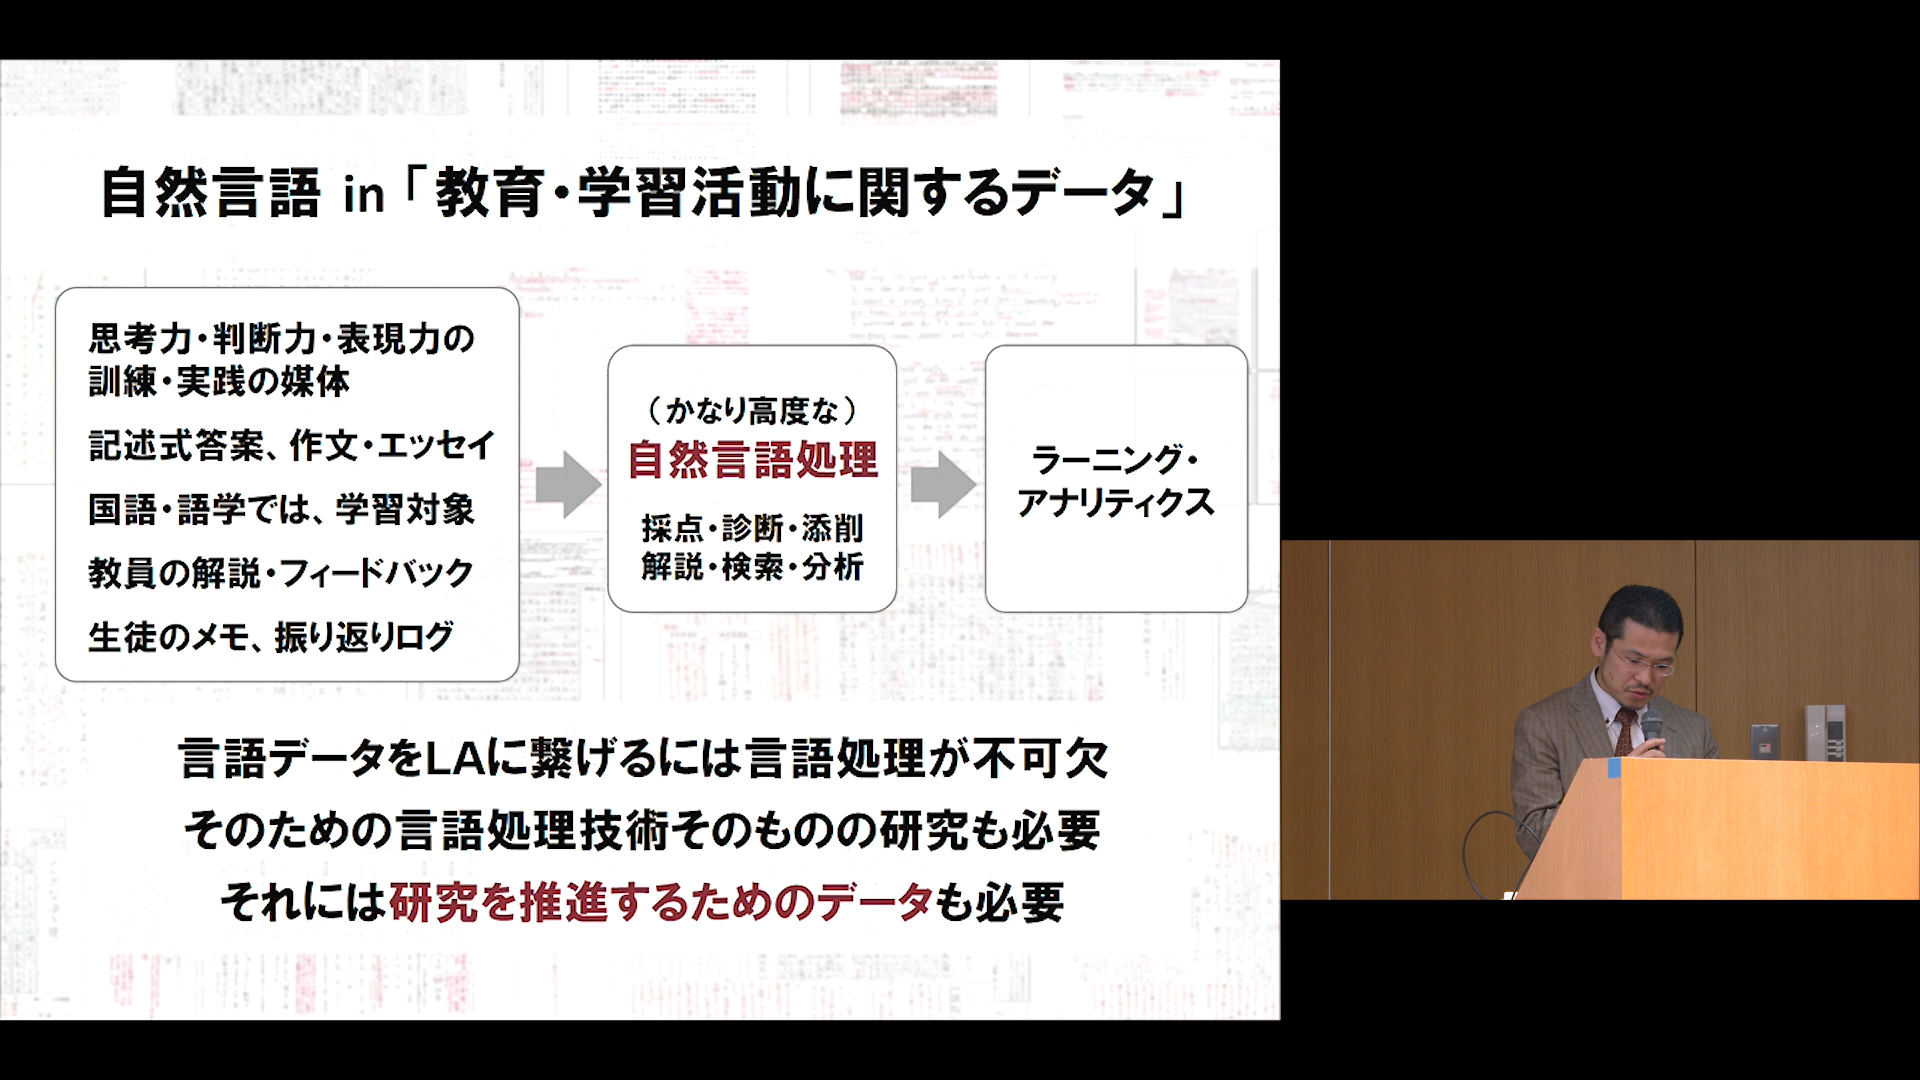 自然言語 in「教育・学習活動に関するデータ」
思考力・判断力・表現力の
訓練・実践の媒体
記述式答案、作文・エッセイ
国語・語学では、学習対象
教員の解説・フィードバック
生徒のメモ、振り返りログ
（かなり高度な）
自然言語処理
採点・診断・添削
解説・検索・分析
ラーニング・
アナリティクス
言語データをLAに繋げるには言語処理が不可欠
そのための言語処理技術そのものの研究も必要
それには研究を推進するためのデータも必要